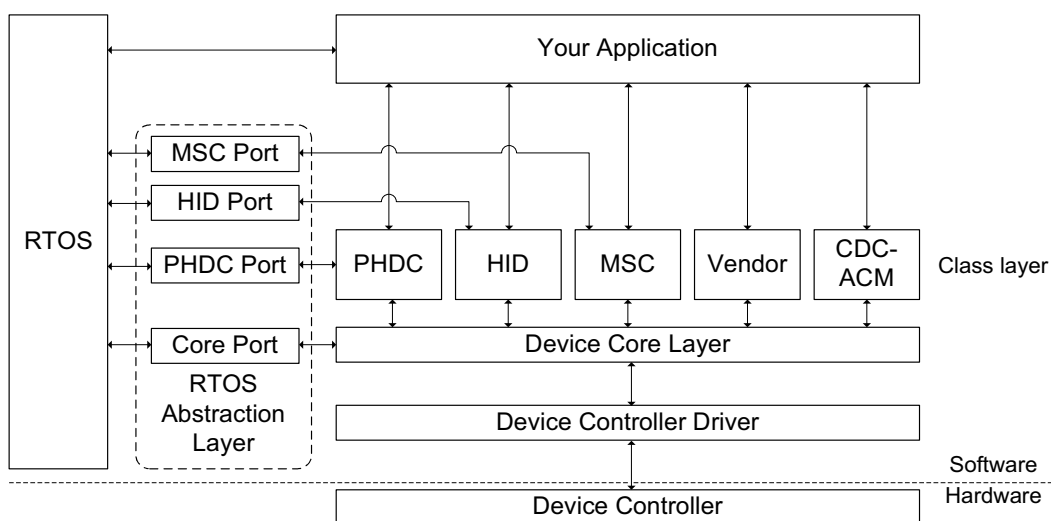 Your Application
MSC Port
HID Port
RTOS
PHDC Port
PHDC
HID
MSC
Vendor
CDC-
ACM
Class layer
Core Port
Device Core Layer
RTOS
Abstraction
Layer
Device Controller Driver
Software
Hardware
Device Controller